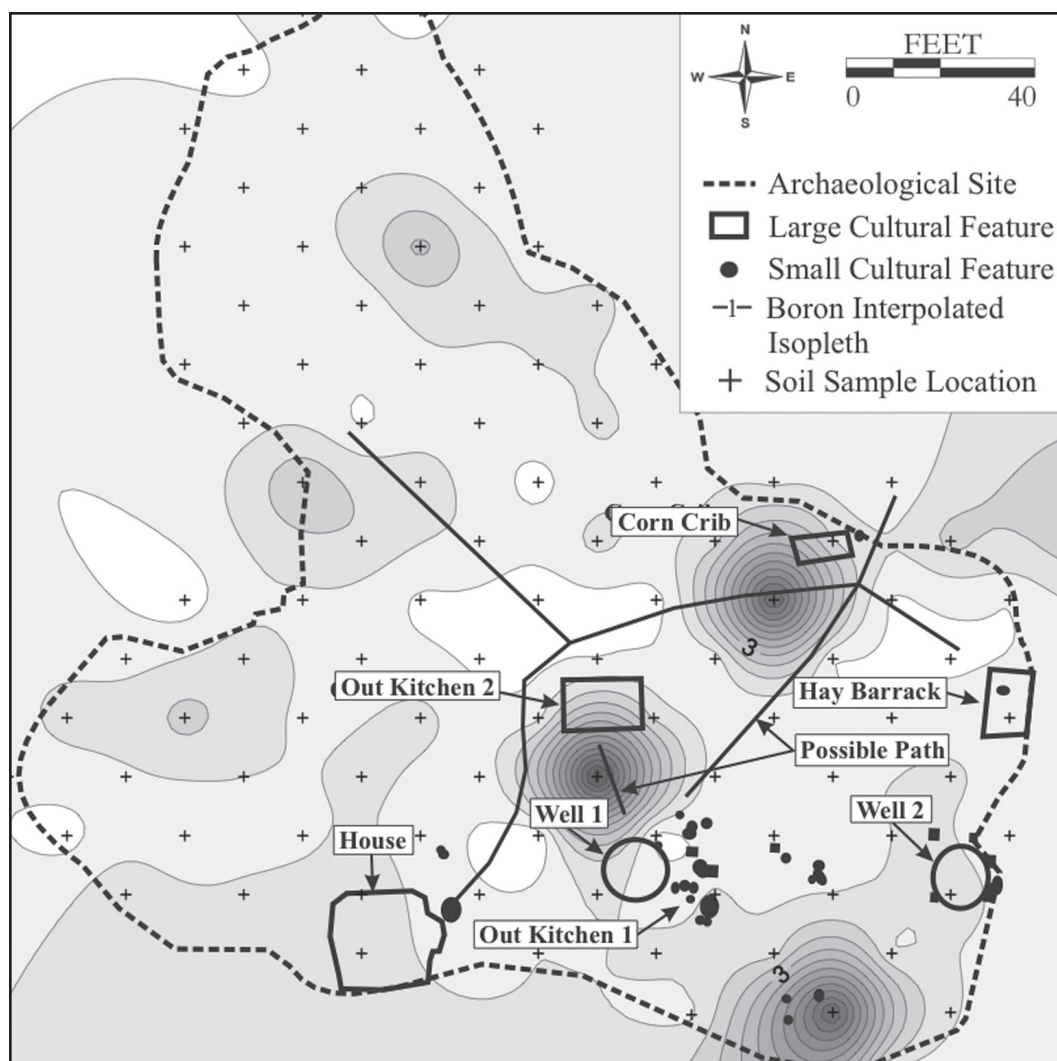 N
W E
S
FEET
0 40
Archaeological Site
Large Cultural Feature
Small Cultural Feature
-1- Boron Interpolated
Isopleth
Soil Sample Location
Corn Crib
3
Out Kitchen 2
Hay Barrack
Possible Path
Well 1
Well 2
House
Out Kitchen 1
3